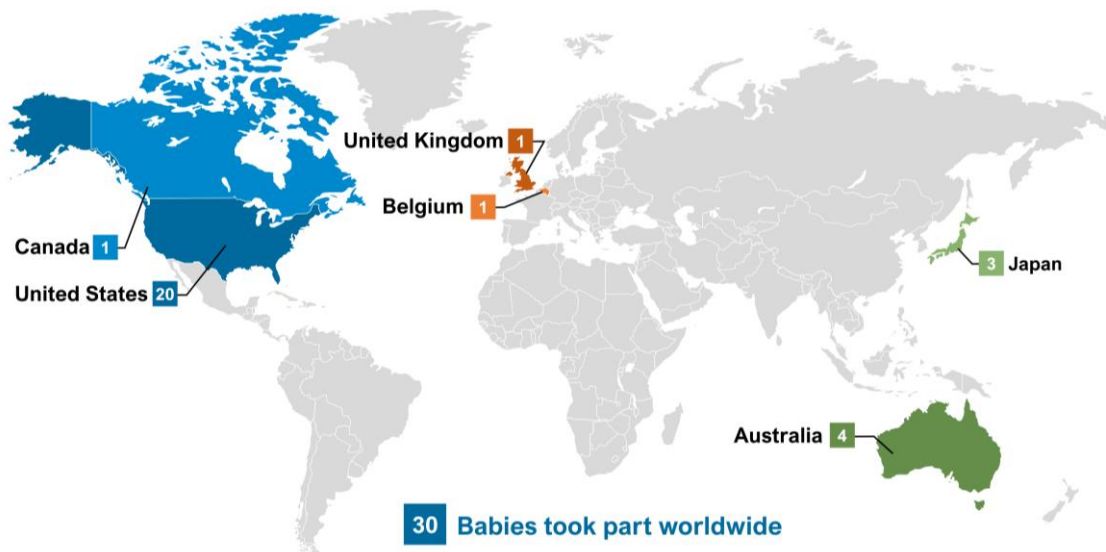 United Kingdom 1
Belgium 1
Canada 1
United States 20
3 Japan
Australia 4
30 Babies took part worldwide